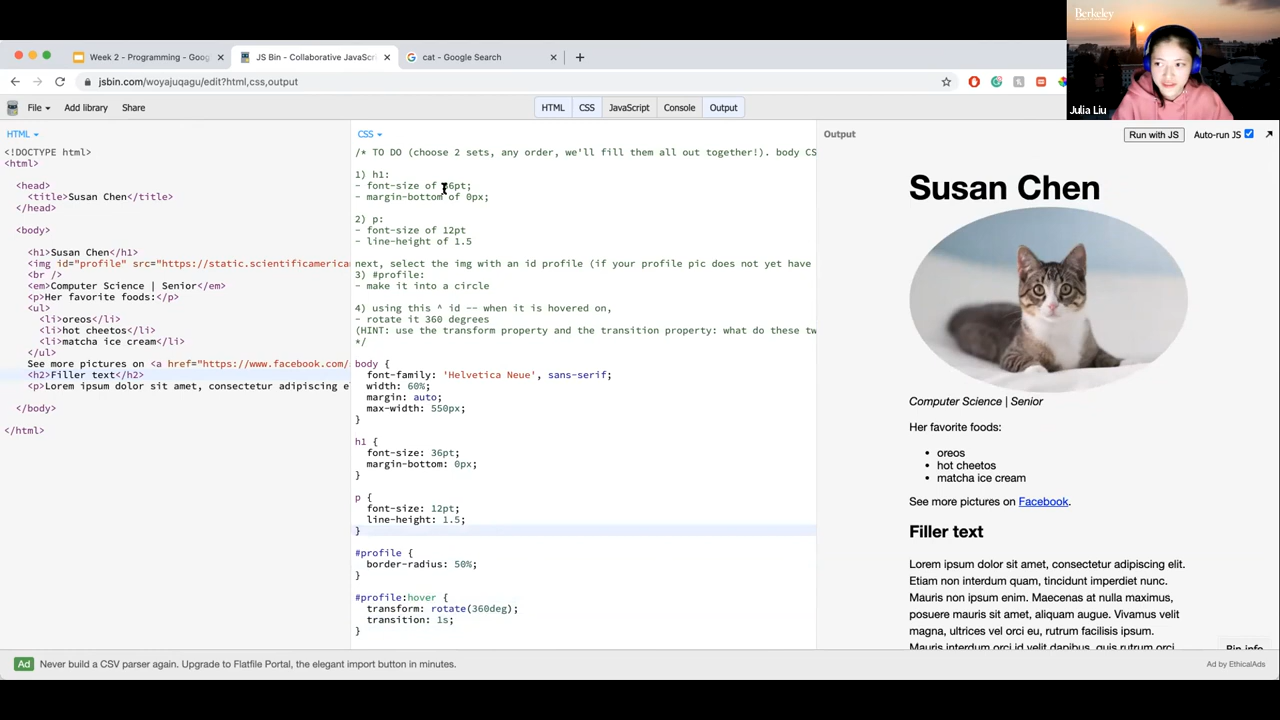 Berkeley
Julia Liu
Week 2 - Programming - Goog
JS Bin - Collaborative JavaScr
cat - Google Search
jsbin.com/woyajuqagu/edit?html,css,output
File
Add library
Share
HTML
CSS
JavaScript
Console
Output
HTML
<!DOCTYPE html>
<html>
<head>
<title>Susan Chen</title>
</head>
<body>
<h1>Susan Chen</h1>
<img id="profile" src="https://static.scientificamerica
<br />
<em>Computer Science | Senior</em>
<p>Her favorite foods:</p>
<ul>
<li>oreos</li>
<li>hot cheetos</li>
<li>matcha ice cream</li>
</ul>
See more pictures on <a href="https://www.facebook.com/
<h2>Filler text</h2>
<p>Lorem ipsum dolor sit amet, consectetur adipiscing e
</body>
</html>
CSS
/* TO DO (choose 2 sets, any order, we'll fill them all out together!). body CS
1) h1:
- font-size of 36pt;
- margin-bottom of 0px;
2) p:
- font-size of 12pt
- line-height of 1.5
next, select the img with an id profile (if your profile pic does not yet have
3) #profile:
- make it into a circle
4) using this ^ id -- when it is hovered on,
- rotate it 360 degrees
(HINT: use the transform property and the transition property: what do these tw
*/
body {
font-family: 'Helvetica Neue', sans-serif;
width: 60%;
margin: auto;
max-width: 550px;
}
h1 {
font-size: 36pt;
margin-bottom: 0px;
}
p {
font-size: 12pt;
line-height: 1.5;
}
#profile {
border-radius: 50%;
}
#profile:hover {
transform: rotate(360deg);
transition: 1s;
}
Output
Run with JS
Auto-run JS
Susan Chen
Computer Science | Senior
Her favorite foods:
• oreos
• hot cheetos
• matcha ice cream
See more pictures on Facebook.
Filler text
Lorem ipsum dolor sit amet, consectetur adipiscing elit.
Etiam non interdum quam, tincidunt imperdiet nunc.
Mauris non ipsum enim. Maecenas at nulla maximus,
posuere mauris sit amet, aliquam augue. Vivamus velit
magna, ultrices vel orci eu, rutrum facilisis ipsum.
Mauris interdum orci id dapibus, quis rutrum orci
Bin info
Ad
Never build a CSV parser again. Upgrade to Flatfile Portal, the elegant import button in minutes.
Ad by EthicalAds